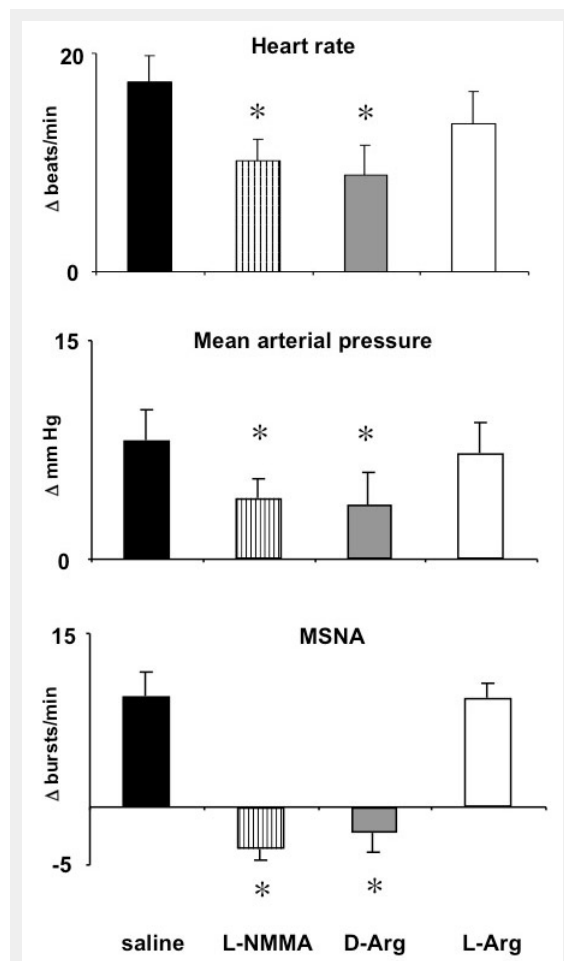 Heart rate
20
Δ beats/min
* *
0
Mean arterial pressure
15
Δ mm Hg
* *
0
MSNA
15
Δ bursts/min
-5
* *
saline L-NMMA D-Arg L-Arg